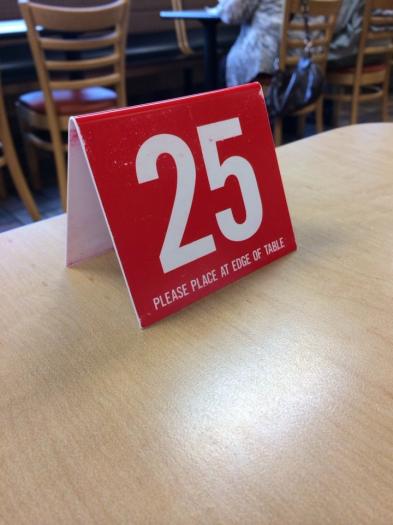 25
PLEASE PLACE AT EDGE OF TABLE